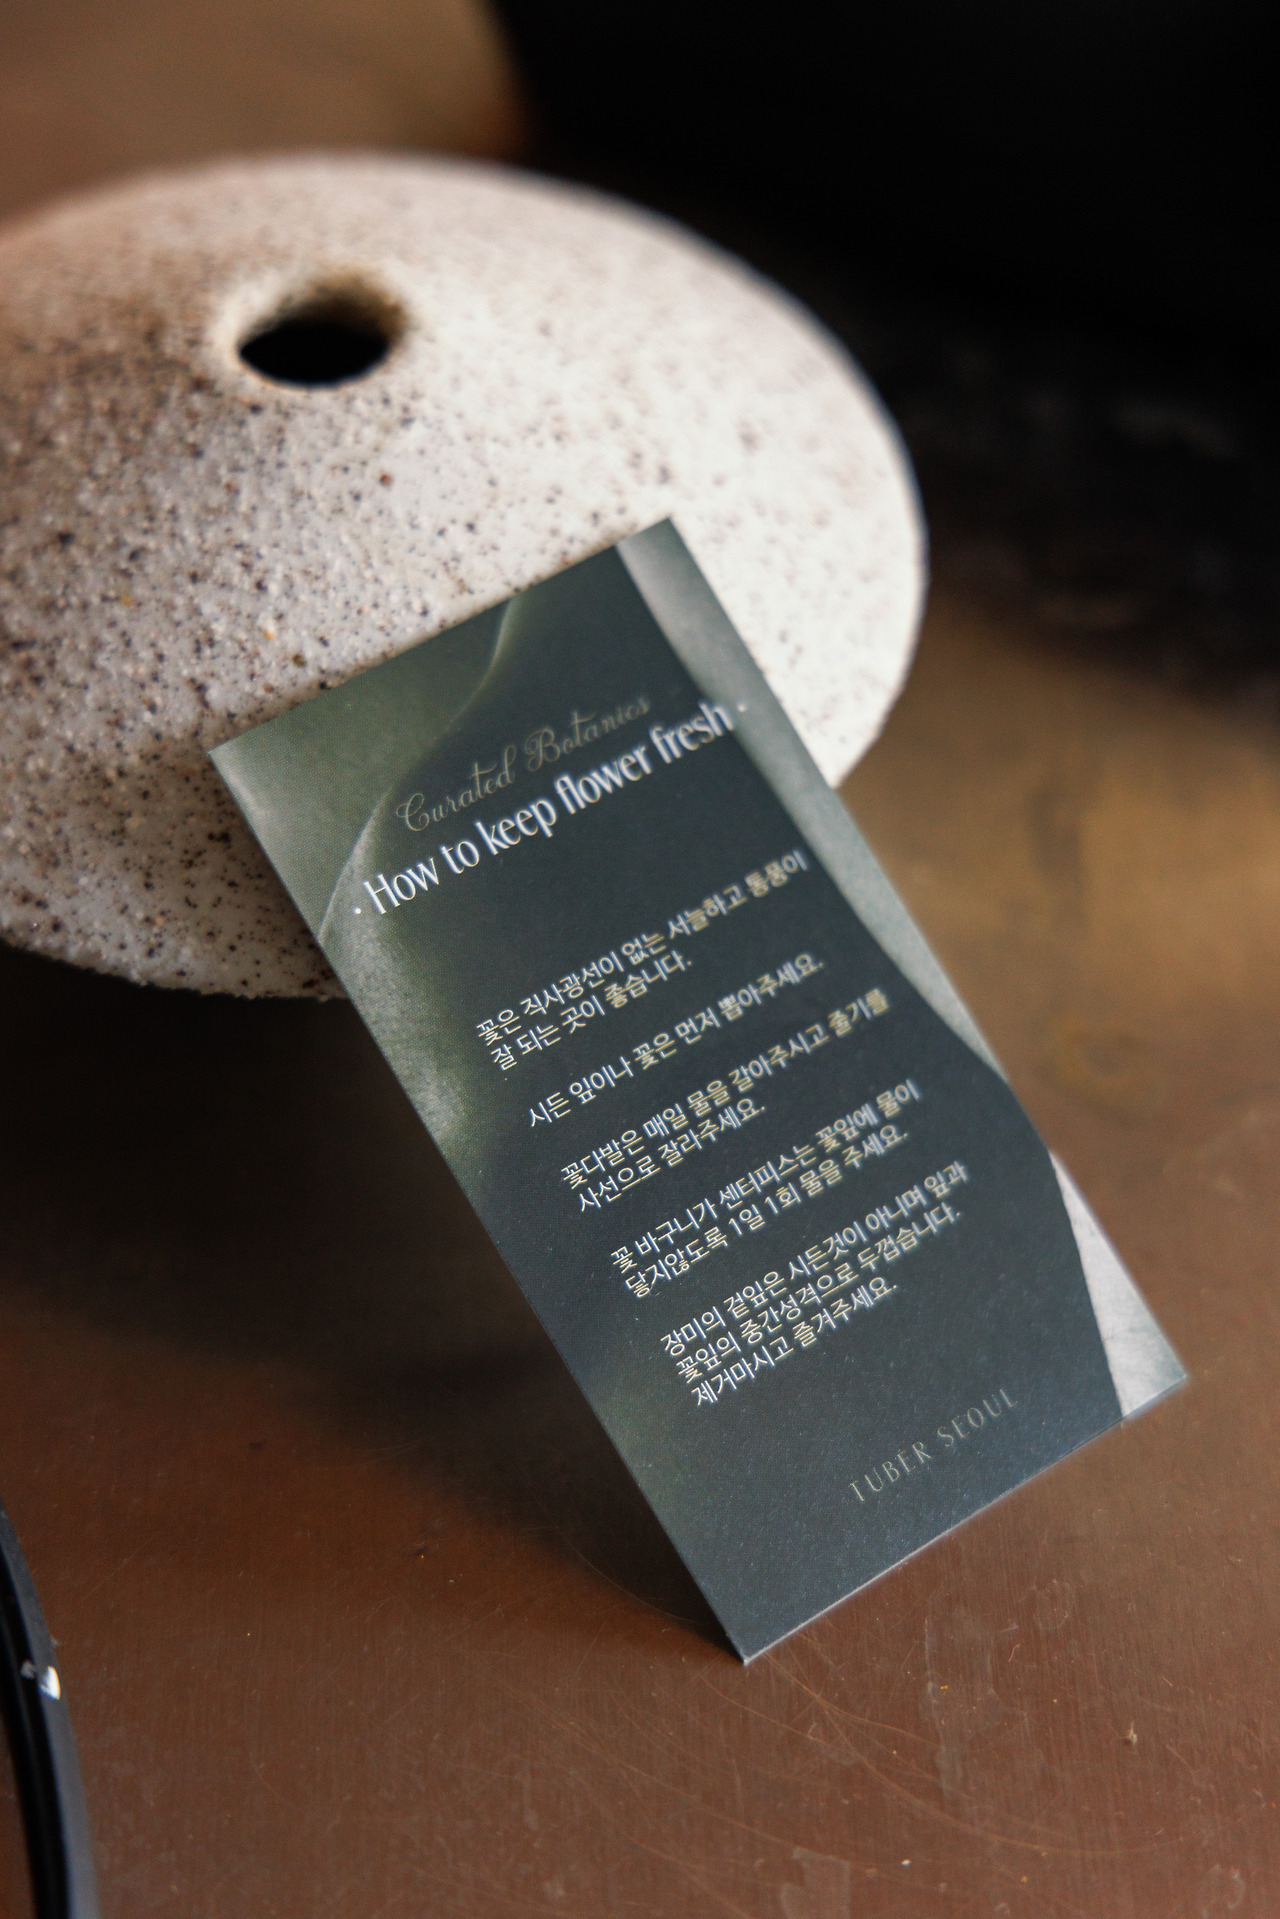 Curated Botanics
· How to keep flower fresh ·
꽃은 직사광선이 없는 서늘하고 통풍이
잘 되는 곳이 좋습니다.
시든 잎이나 꽃은 먼저 뽑아주세요.
꽃다발은 매일 물을 갈아주시고 줄기를
사선으로 잘라주세요.
꽃 바구니가 센터피스는 꽃잎에 물이
닿지않도록 1일 1회 물을 주세요.
장미의 겉잎은 시든것이 아니며 잎과
꽃잎의 중간성격으로 두껍습니다.
제거마시고 즐겨주세요.
TUBER SEOUL